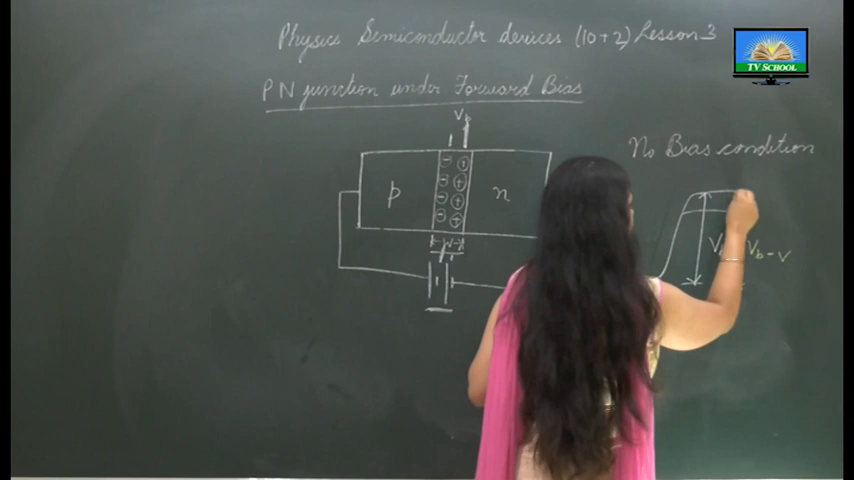 Physics Semiconductor devices (10+2) Lesson 3
TV SCHOOL
PN junction under Forward Bias
Vb
No Bias condition
p
n
W
Vb - V